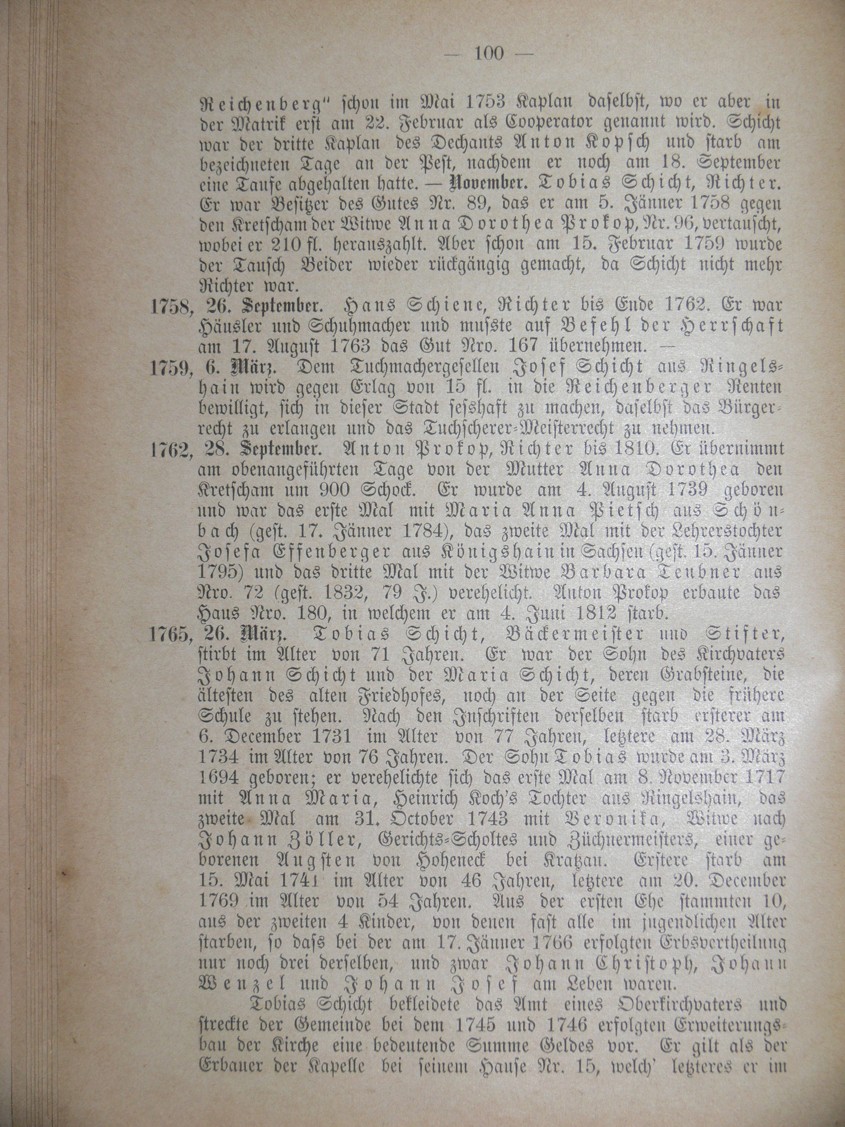 — 100 —
Reichenberg“ schon im Mai 1753 Kaplan daselbst, wo er aber in
der Matrik erst am 22. Februar als Cooperator genannt wird. Schicht
war der dritte Kaplan des Dechants Anton Kopsch und starb am
bezeichneten Tage an der Pest, nachdem er noch am 18. September
eine Taufe abgehalten hatte. — November. Tobias Schicht, Richter.
Er war Besitzer des Gutes Nr. 89, das er am 5. Jänner 1758 gegen
den Kretscham der Witwe Anna Dorothea Prokop, Nr. 96, vertauscht,
wobei er 210 fl. herauszahlt. Aber schon am 15. Februar 1759 wurde
der Tausch Beider wieder rückgängig gemacht, da Schicht nicht mehr
Richter war.
1758, 26. September. Hans Schiene, Richter bis Ende 1762. Er war
Häusler und Schuhmacher und musste auf Befehl der Herrschaft
am 17. August 1763 das Gut Nro. 167 übernehmen. —
1759, 6. März. Dem Tuchmachergesellen Josef Schicht aus Ringels-
hain wird gegen Erlag von 15 fl. in die Reichenberger Renten
bewilligt, sich in dieser Stadt sesshaft zu machen, daselbst das Bürger-
recht zu erlangen und das Tuchscherer-Meisterrecht zu nehmen.
1762, 28. September. Anton Prokop, Richter bis 1810. Er übernimmt
am obenangeführten Tage von der Mutter Anna Dorothea den
Kretscham um 900 Schock. Er wurde am 4. August 1739 geboren
und war das erste Mal mit Maria Anna Pietsch aus Schön-
bach (gest. 17. Jänner 1784), das zweite Mal mit der Lehrerstochter
Josefa Effenberger aus Königshain in Sachsen (gest. 15. Jänner
1795) und das dritte Mal mit der Witwe Barbara Teubner aus
Nro. 72 (gest. 1832, 79 J.) verehelicht. Anton Prokop erbaute das
Haus Nro. 180, in welchem er am 4. Juni 1812 starb.
1765, 26. März. Tobias Schicht, Bäckermeister und Stifter,
stirbt im Alter von 71 Jahren. Er war der Sohn des Kirchvaters
Johann Schicht und der Maria Schicht, deren Grabsteine, die
ältesten des alten Friedhofes, noch an der Seite gegen die frühere
Schule zu stehen. Nach den Inschriften derselben starb ersterer am
6. December 1731 im Alter von 77 Jahren, letztere am 28. März
1734 im Alter von 76 Jahren. Der Sohn Tobias wurde am 3. März
1694 geboren; er verehelichte sich das erste Mal am 8. November 1717
mit Anna Maria, Heinrich Koch's Tochter aus Ringelshain, das
zweite Mal am 31. October 1743 mit Veronika, Witwe nach
Johann Zöller, Gerichts-Scholtes und Züchnermeisters, einer ge-
borenen Augsten von Hoheneck bei Kratzau. Erstere starb am
15. Mai 1741 im Alter von 46 Jahren, letztere am 20. December
1769 im Alter von 54 Jahren. Aus der ersten Ehe stammten 10,
aus der zweiten 4 Kinder, von denen fast alle im jugendlichen Alter
starben, so dass bei der am 17. Jänner 1766 erfolgten Erbsvertheilung
nur noch drei derselben, und zwar Johann Christoph, Johann
Wenzel und Johann Josef am Leben waren.
Tobias Schicht bekleidete das Amt eines Oberkirchvaters und
streckte der Gemeinde bei dem 1745 und 1746 erfolgten Erweiterungs-
bau der Kirche eine bedeutende Summe Geldes vor. Er gilt als der
Erbauer der Kapelle bei seinem Hause Nr. 15, welch' letzteres er im